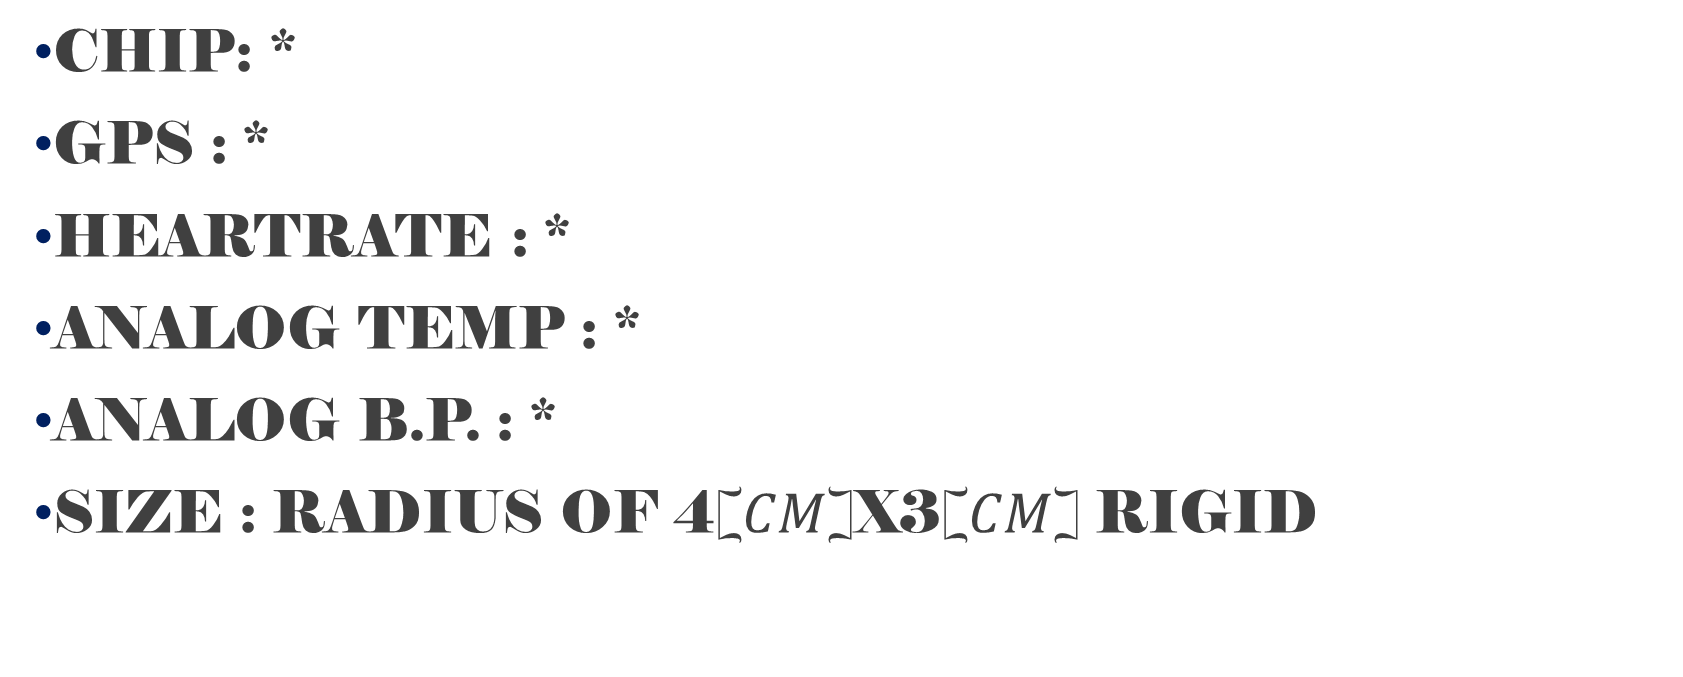 •CHIP: *
•GPS : *
•HEARTRATE : *
•ANALOG TEMP : *
•ANALOG B.P. : *
•SIZE : RADIUS OF 4[CM]X3[CM] RIGID